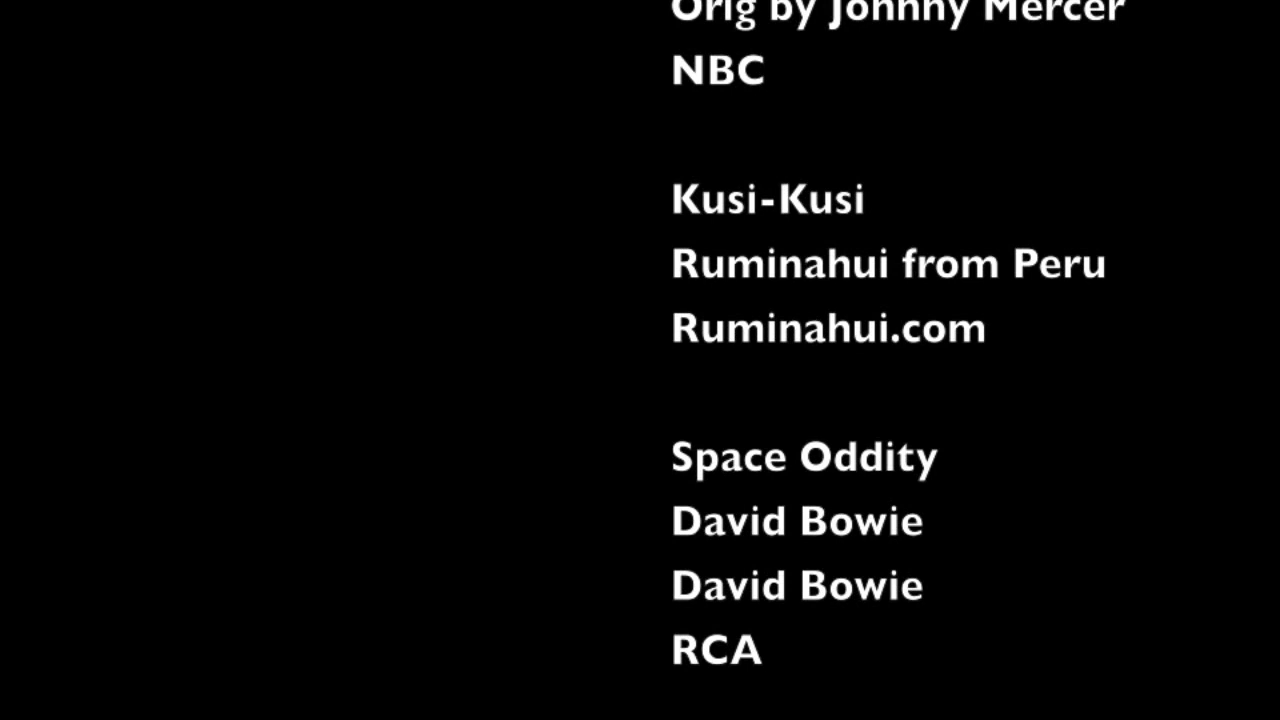 Orig by Johnny Mercer
NBC
Kusi-Kusi
Ruminahui from Peru
Ruminahui.com
Space Oddity
David Bowie
David Bowie
RCA